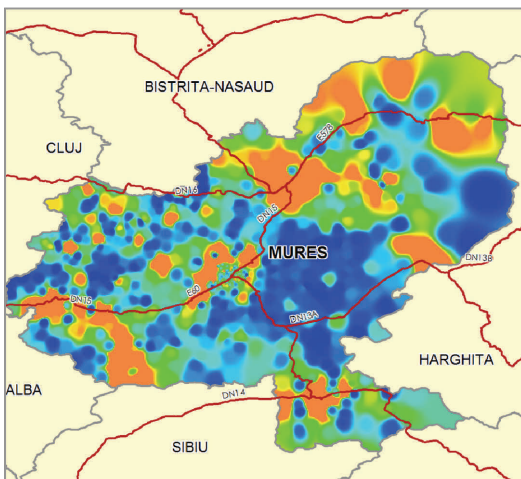 BISTRITA-NASAUD
CLUJ
E578
DN16
DN15
MURES
DN13B
E60
DN15
DN13A
HARGHITA
ALBA
DN14
SIBIU